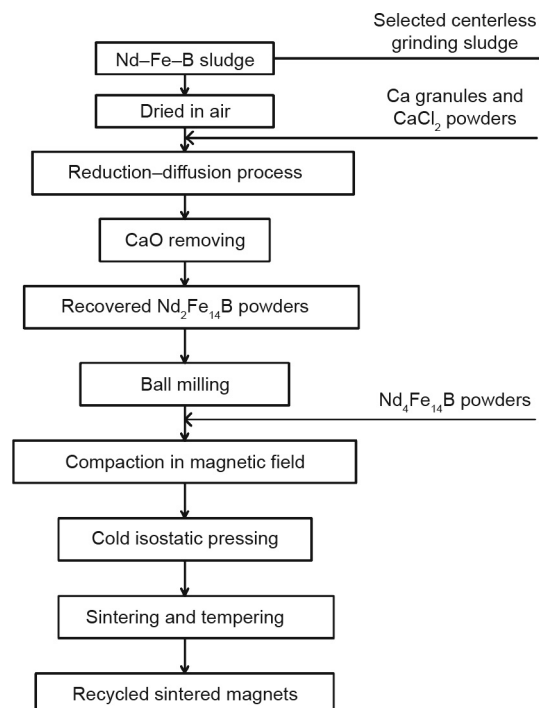 Selected centerless
grinding sludge
Nd–Fe–B sludge
Dried in air
Ca granules and
CaCl₂ powders
Reduction–diffusion process
CaO removing
Recovered Nd₂Fe₁₄B powders
Ball milling
Nd₄Fe₁₄B powders
Compaction in magnetic field
Cold isostatic pressing
Sintering and tempering
Recycled sintered magnets